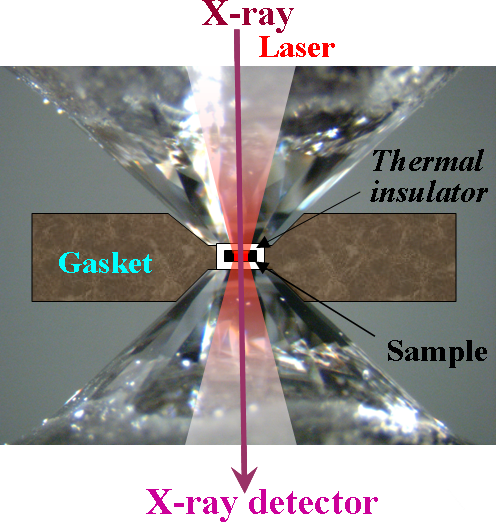 X-ray
Laser
Thermal
insulator
Gasket
Sample
X-ray detector